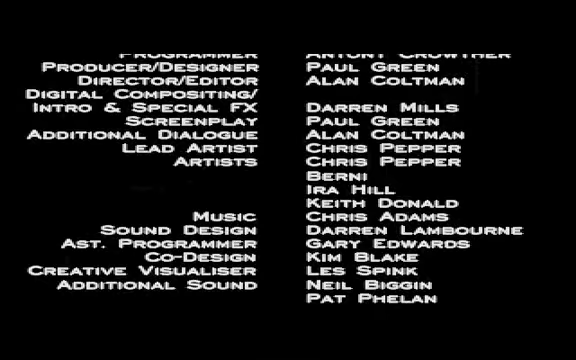 PROGRAMMER ANTONY CROWTHER
PRODUCER/DESIGNER PAUL GREEN
DIRECTOR/EDITOR ALAN COLTMAN
DIGITAL COMPOSITING/
INTRO & SPECIAL FX DARREN MILLS
SCREENPLAY PAUL GREEN
ADDITIONAL DIALOGUE ALAN COLTMAN
LEAD ARTIST CHRIS PEPPER
ARTISTS CHRIS PEPPER
BERNI
IRA HILL
KEITH DONALD
MUSIC CHRIS ADAMS
SOUND DESIGN DARREN LAMBOURNE
AST. PROGRAMMER GARY EDWARDS
CO-DESIGN KIM BLAKE
CREATIVE VISUALISER LES SPINK
ADDITIONAL SOUND NEIL BIGGIN
PAT PHELAN